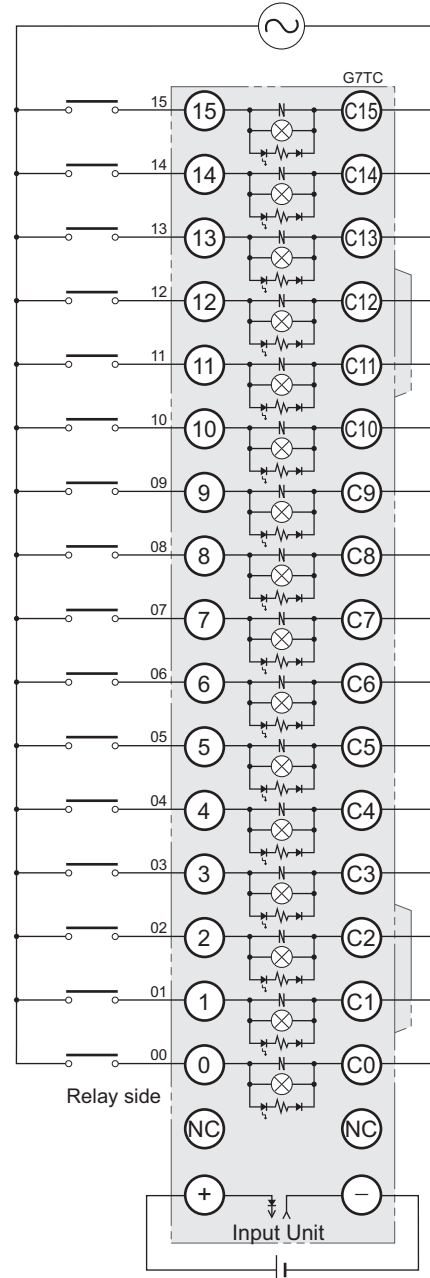 G7TC
15 15 C15
14 14 C14
13 13 C13
12 12 C12
11 11 C11
10 10 C10
09 9 C9
08 8 C8
07 7 C7
06 6 C6
05 5 C5
04 4 C4
03 3 C3
02 2 C2
01 1 C1
00 0 C0
Relay side
NC NC
+ −
Input Unit